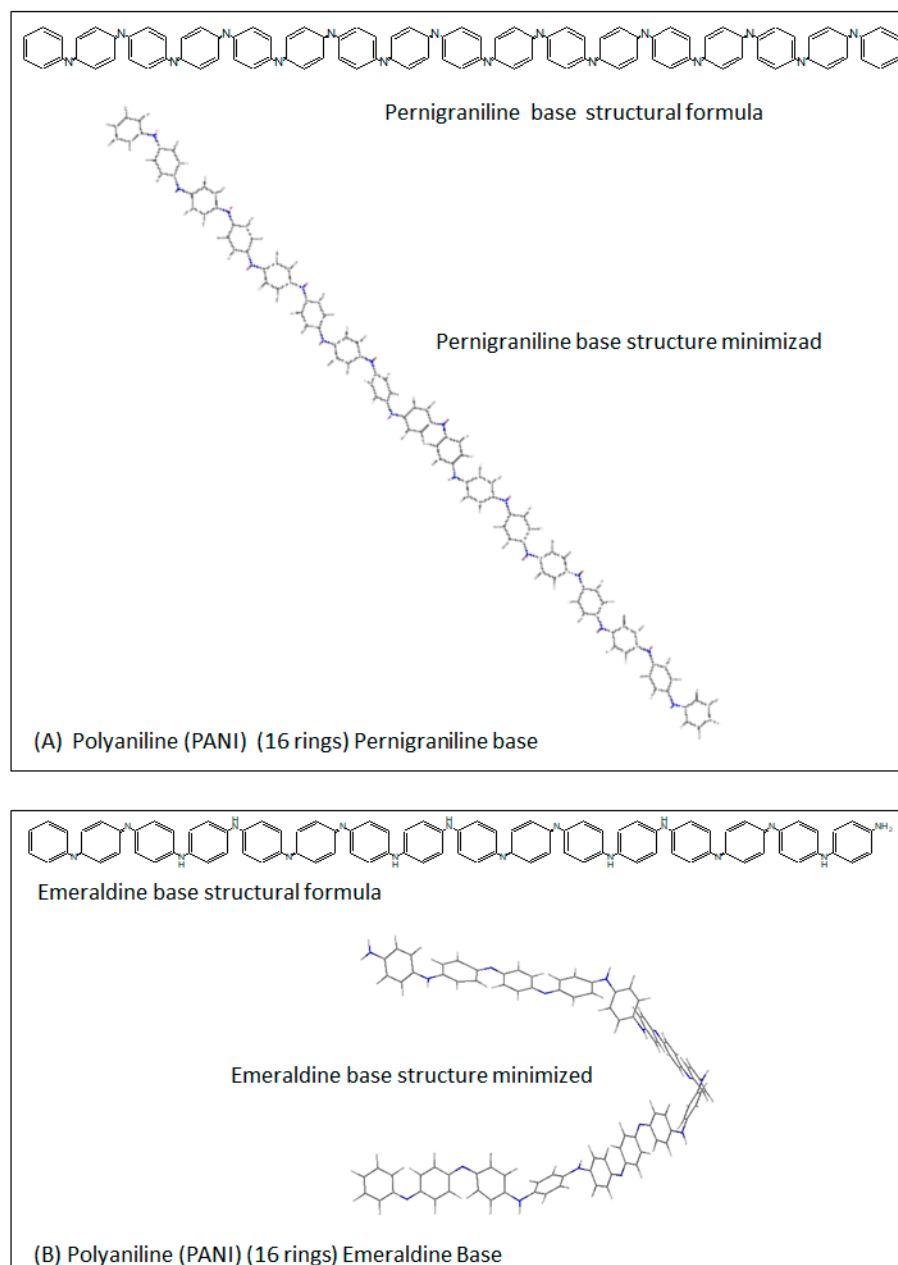 N N N N N N N N
N N N N N N N N
Pernigraniline base structural formula
Pernigraniline base structure minimizad
(A) Polyaniline (PANI) (16 rings) Pernigraniline base
H H H
N N N N N N N NH₂
N N N N N N N N
H H H H
Emeraldine base structural formula
Emeraldine base structure minimized
(B) Polyaniline (PANI) (16 rings) Emeraldine Base